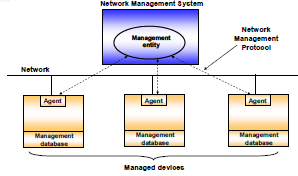 Network Management System
Management
entity
Network
Management
Protocol
Network
Agent
Agent
Agent
Management
database
Management
database
Management
database
Managed devices